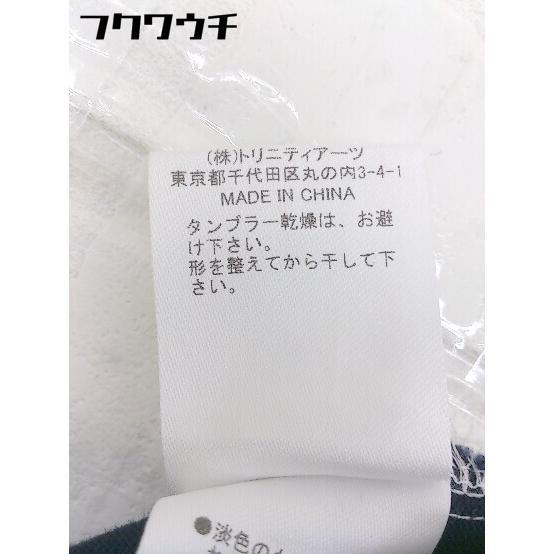 フクワウチ
(株)トリニティアーツ
東京都千代田区丸の内3-4-1
MADE IN CHINA
タンブラー乾燥は、お避
け下さい。
形を整えてから干して下
さい。
●淡色の